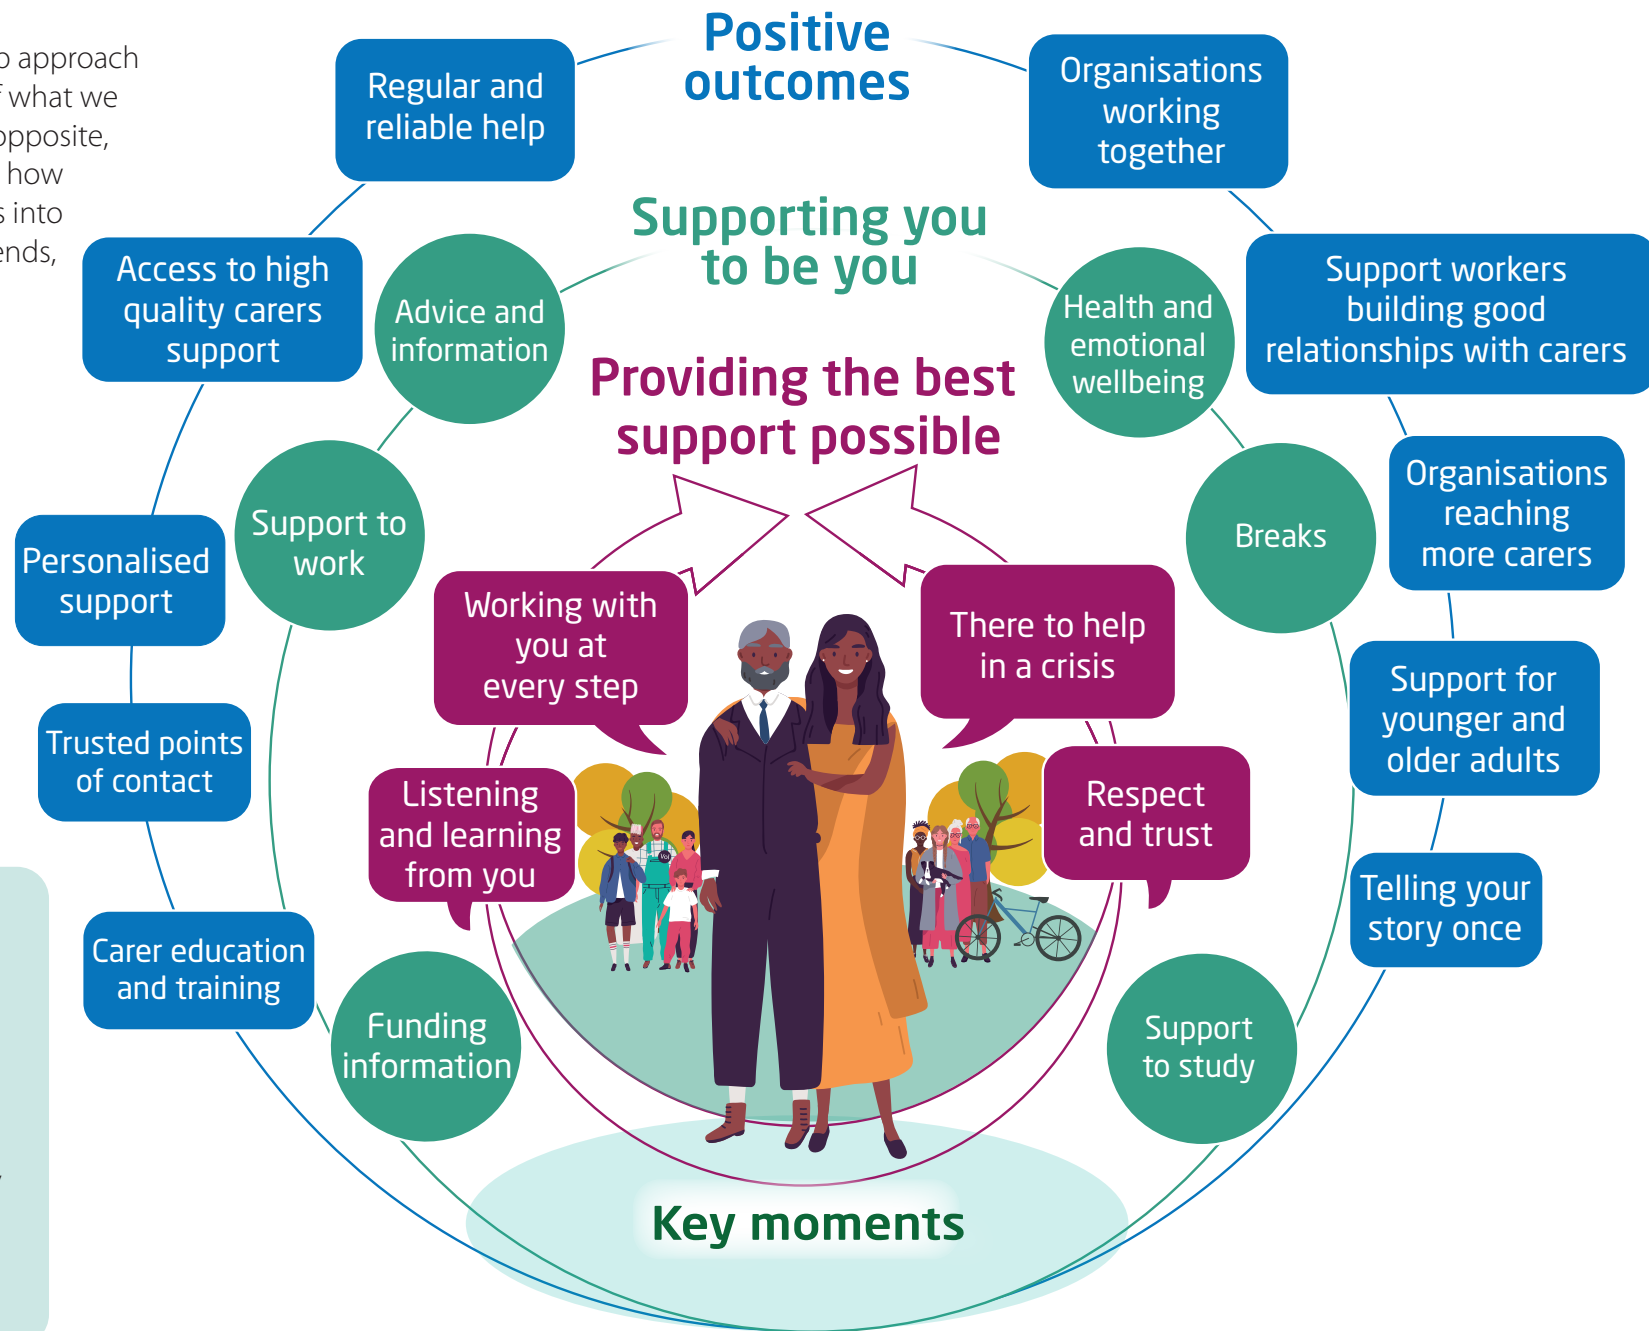 o approach
what we
opposite,
how
s into
ends,
Positive
outcomes
Regular and
reliable help
Organisations
working
together
Supporting you
to be you
Access to high
quality carers
support
Advice and
information
Health and
emotional
wellbeing
Support workers
building good
relationships with carers
Providing the best
support possible
Support to
work
Breaks
Organisations
reaching
more carers
Personalised
support
Working with
you at
every step
There to help
in a crisis
Support for
younger and
older adults
Trusted points
of contact
Listening
and learning
from you
Respect
and trust
Vol
Telling your
story once
Carer education
and training
Funding
information
Support
to study
Key moments